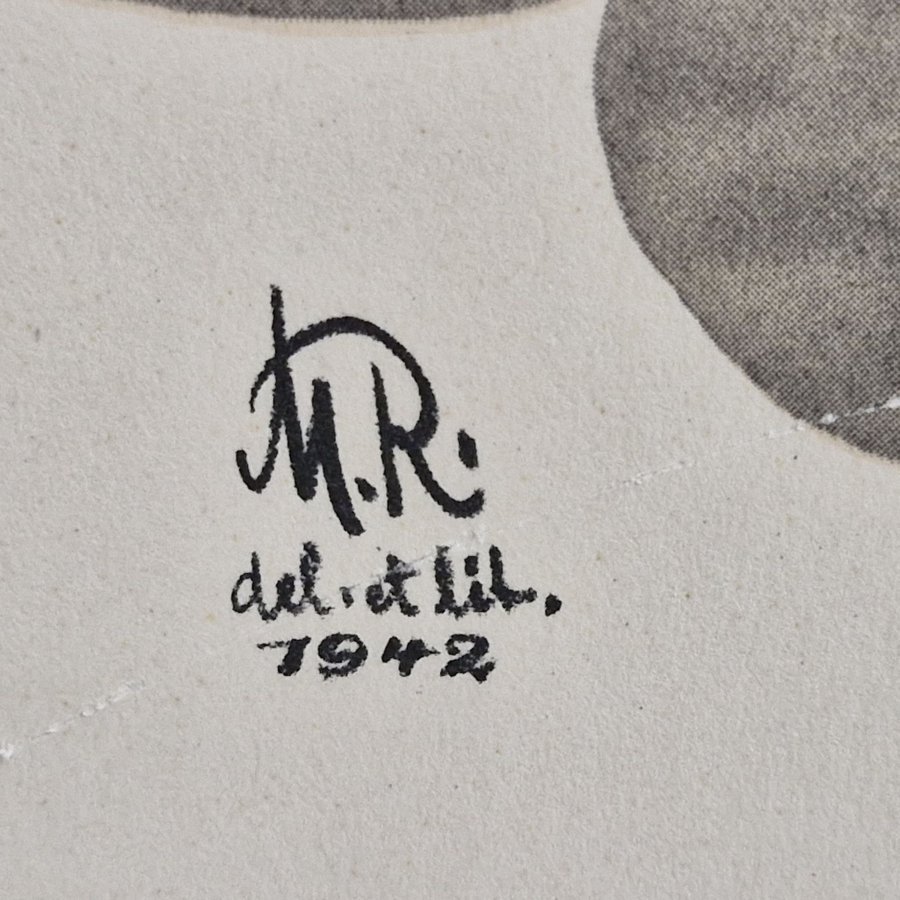 M.R.
del. et lit.
1942